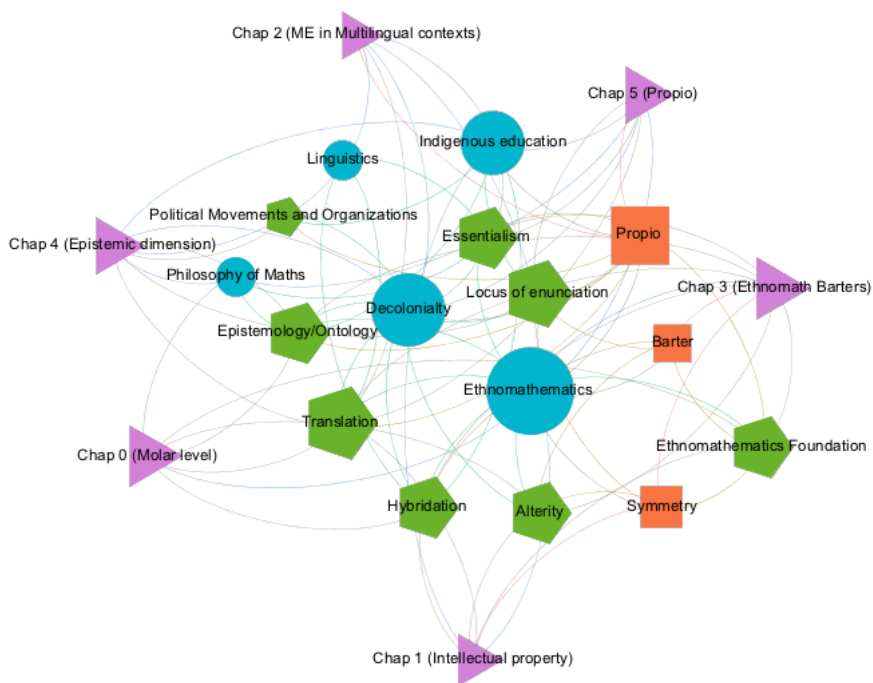 Chap 2 (ME in Multilingual contexts)
Chap 5 (Propio)
Indigenous education
Linguistics
Political Movements and Organizations
Essentialism
Propio
Chap 4 (Epistemic dimension)
Philosophy of Maths
Locus of enunciation
Chap 3 (Ethnomath Barters)
Decolonialty
Epistemology/Ontology
Barter
Ethnomathematics
Translation
Ethnomathematics Foundation
Chap 0 (Molar level)
Hybridation
Alterity
Symmetry
Chap 1 (Intellectual property)